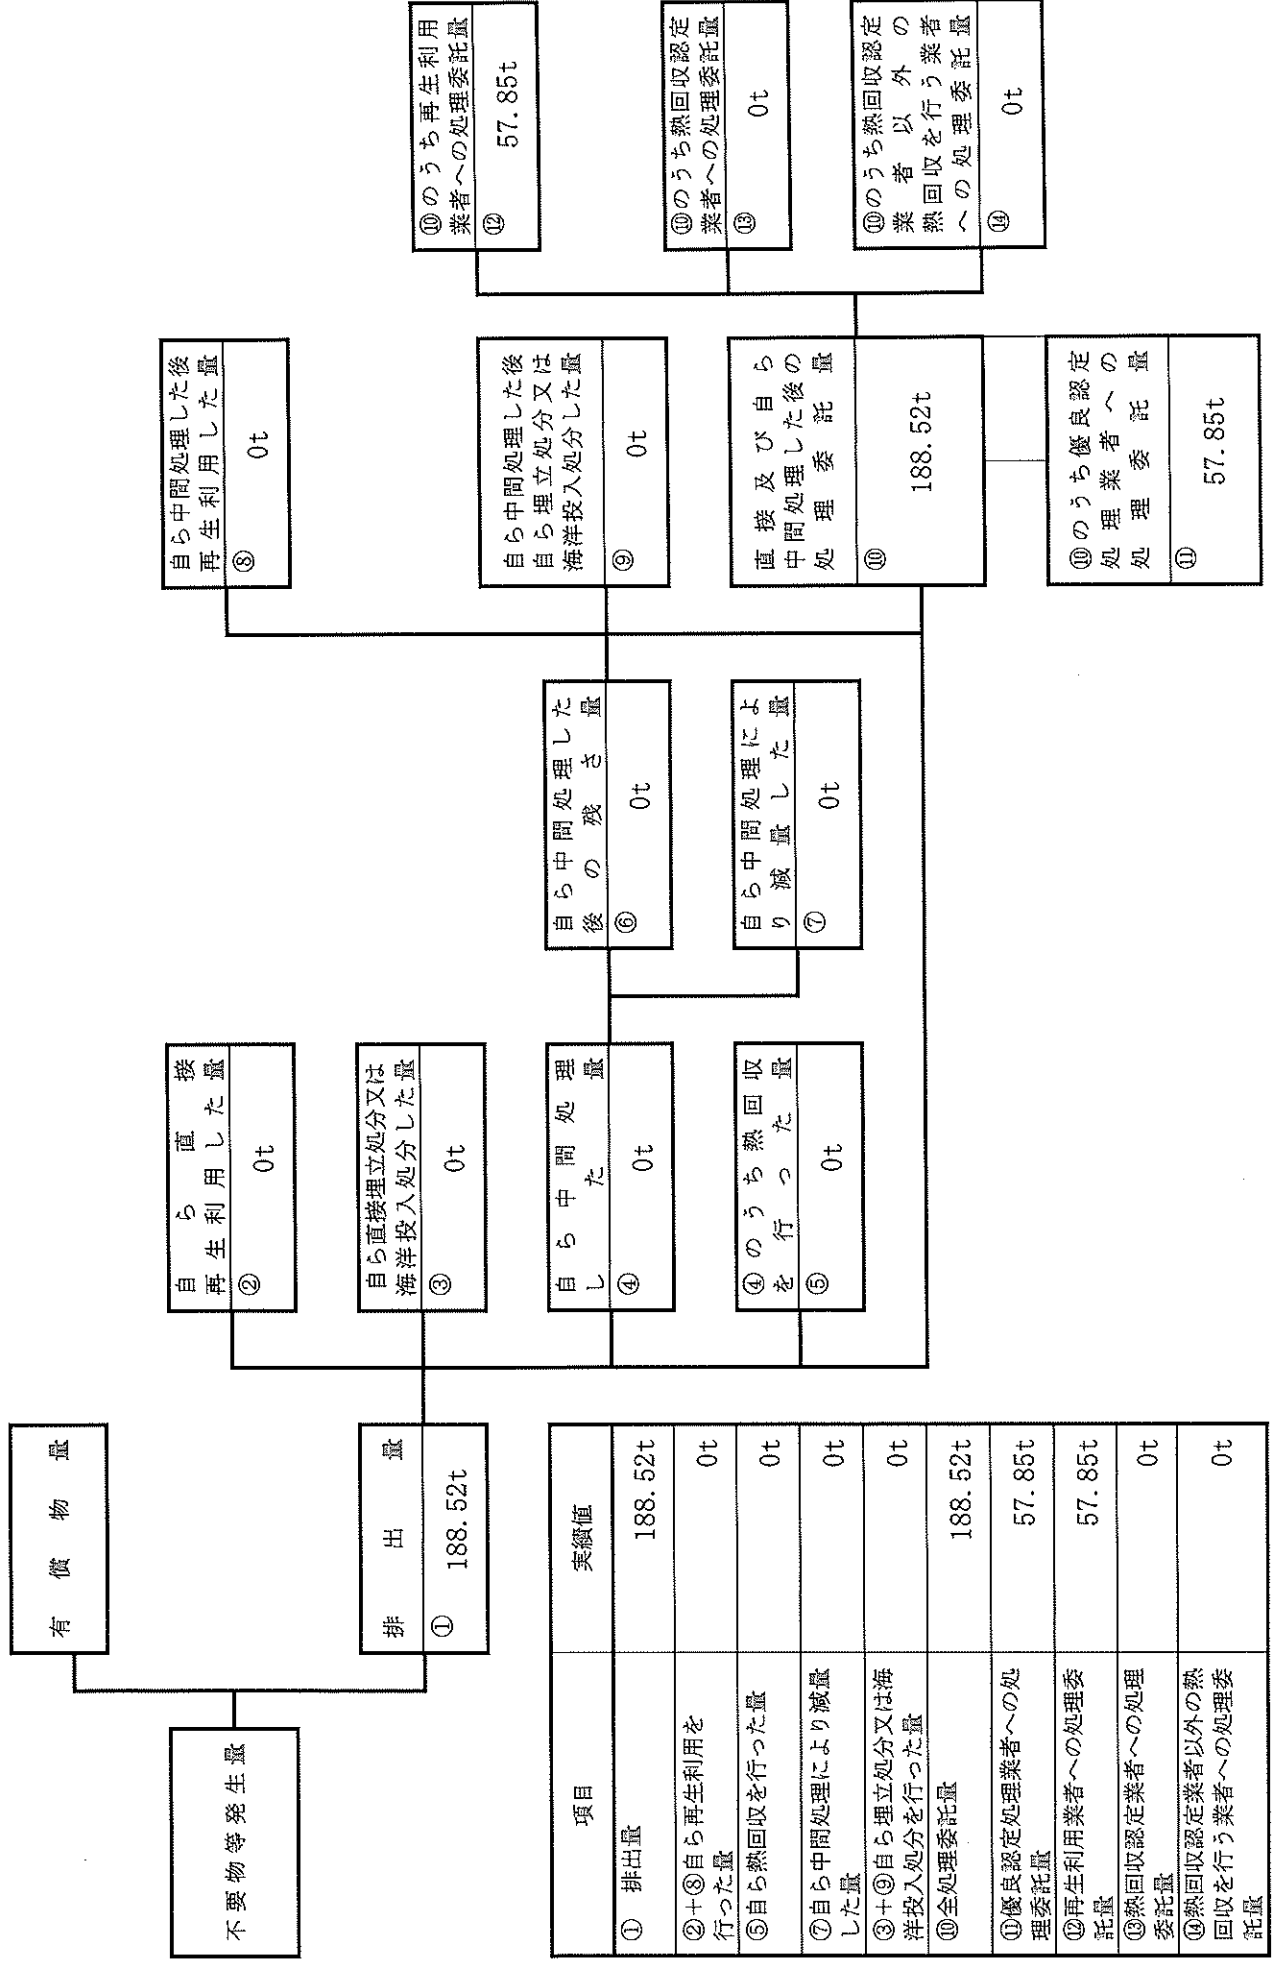 不要物等発生量
有償物量
排出量
① 188.52t
自ら直接
再生利用した量
② 0t
自ら直接埋立処分又は
海洋投入処分した量
③ 0t
自ら中間処理
した量
④ 0t
④のうち熱回収
を行った量
⑤ 0t
自ら中間処理した
後の残さ量
⑥ 0t
自ら中間処理によ
り減量した量
⑦ 0t
自ら中間処理した後
再生利用した量
⑧ 0t
自ら中間処理した後
自ら埋立処分又は
海洋投入処分した量
⑨ 0t
直接及び自ら
中間処理した後の
処理委託量
⑩ 188.52t
⑩のうち優良認定
処理業者への
処理委託量
⑪ 57.85t
⑩のうち再生利用
業者への処理委託量
⑫ 57.85t
⑩のうち熱回収認定
業者への処理委託量
⑬ 0t
⑩のうち熱回収認定
業者以外の
熱回収を行う業者
への処理委託量
⑭ 0t
項目 実績値
① 排出量 188.52t
②+⑧自ら再生利用を
行った量 0t
⑤自ら熱回収を行った量 0t
⑦自ら中間処理により減量
した量 0t
③+⑨自ら埋立処分又は海
洋投入処分を行った量 0t
⑩全処理委託量 188.52t
⑪優良認定処理業者への処
理委託量 57.85t
⑫再生利用業者への処理委
託量 57.85t
⑬熱回収認定業者への処理
委託量 0t
⑭熱回収認定業者以外の熱
回収を行う業者への処理委
託量 0t